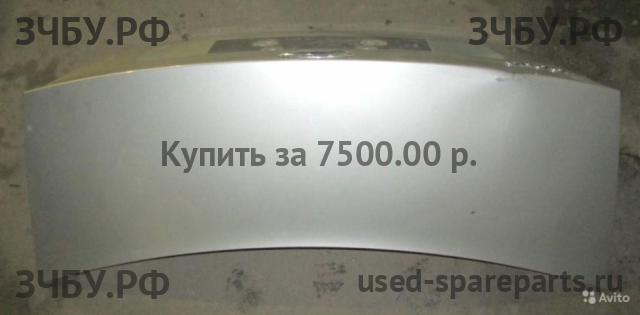 ЗЧБУ.РФ ЗЧБУ.РФ
Купить за 7500.00 р.
ЗЧБУ.РФ used-spareparts.ru
Avito